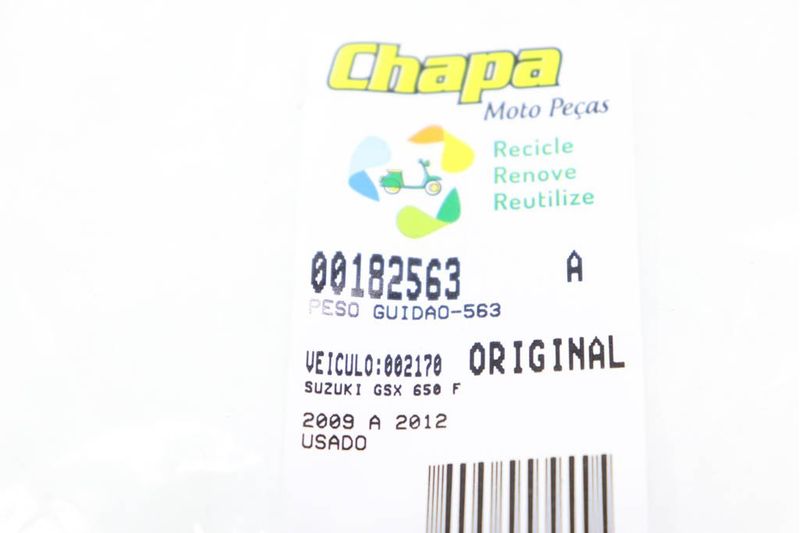 Chapa
Moto Peças
Recicle
Renove
Reutilize
00182563 A
PESO GUIDAO-563
VEICULO:002170 ORIGINAL
SUZUKI GSX 650 F
2009 A 2012
USADO